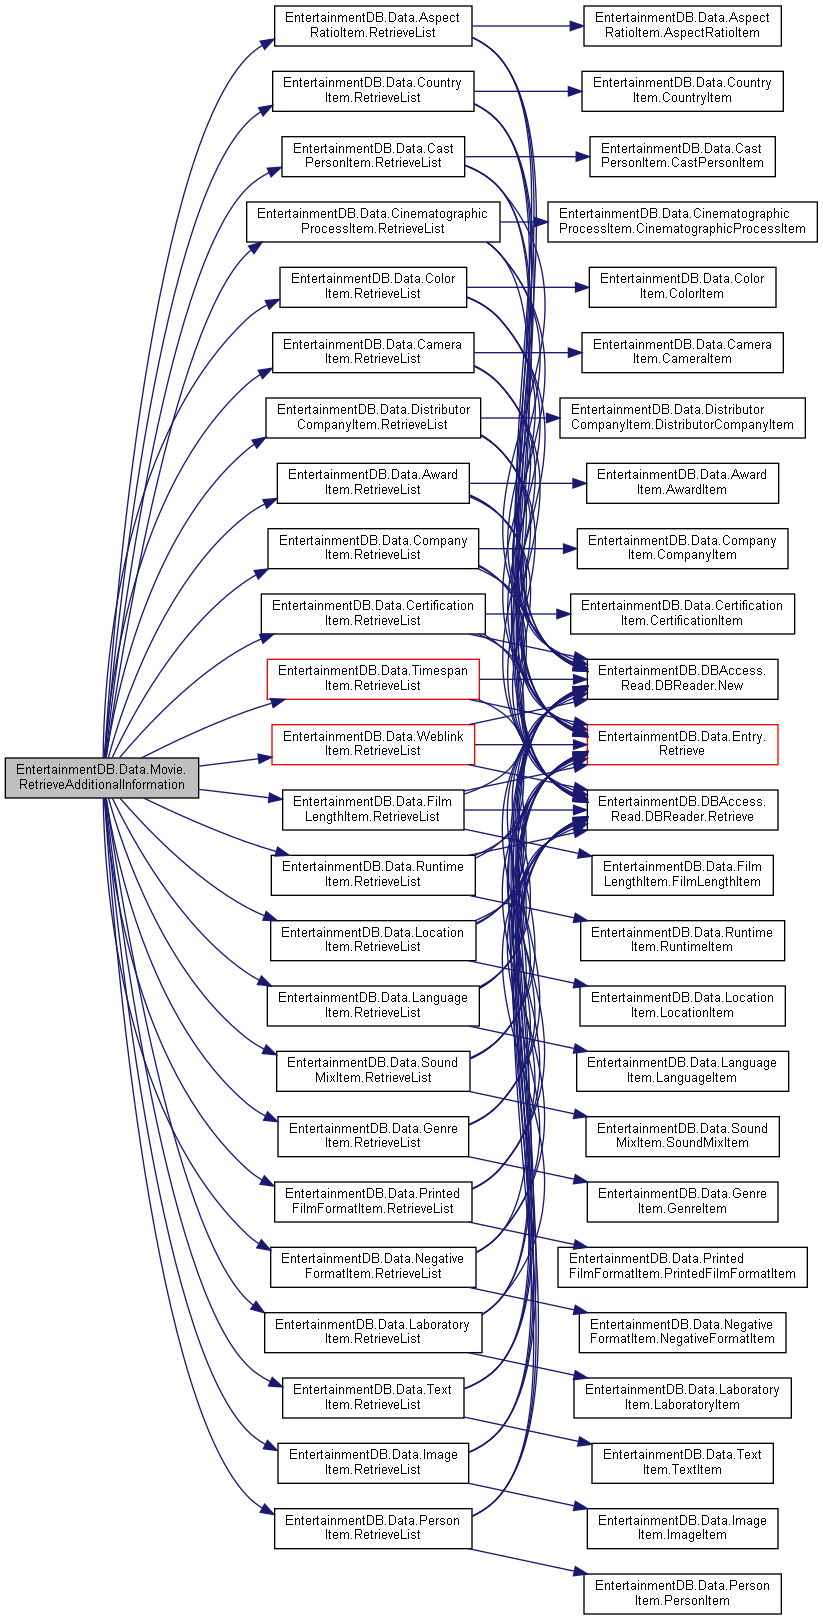 EntertainmentDB.Data.Movie.
RetrieveAdditionalInformation
EntertainmentDB.Data.Aspect
RatioItem.RetrieveList
EntertainmentDB.Data.Country
Item.RetrieveList
EntertainmentDB.Data.Cast
PersonItem.RetrieveList
EntertainmentDB.Data.Cinematographic
ProcessItem.RetrieveList
EntertainmentDB.Data.Color
Item.RetrieveList
EntertainmentDB.Data.Camera
Item.RetrieveList
EntertainmentDB.Data.Distributor
CompanyItem.RetrieveList
EntertainmentDB.Data.Award
Item.RetrieveList
EntertainmentDB.Data.Company
Item.RetrieveList
EntertainmentDB.Data.Certification
Item.RetrieveList
EntertainmentDB.Data.Timespan
Item.RetrieveList
EntertainmentDB.Data.Weblink
Item.RetrieveList
EntertainmentDB.Data.Film
LengthItem.RetrieveList
EntertainmentDB.Data.Runtime
Item.RetrieveList
EntertainmentDB.Data.Location
Item.RetrieveList
EntertainmentDB.Data.Language
Item.RetrieveList
EntertainmentDB.Data.Sound
MixItem.RetrieveList
EntertainmentDB.Data.Genre
Item.RetrieveList
EntertainmentDB.Data.Printed
FilmFormatItem.RetrieveList
EntertainmentDB.Data.Negative
FormatItem.RetrieveList
EntertainmentDB.Data.Laboratory
Item.RetrieveList
EntertainmentDB.Data.Text
Item.RetrieveList
EntertainmentDB.Data.Image
Item.RetrieveList
EntertainmentDB.Data.Person
Item.RetrieveList
EntertainmentDB.Data.Aspect
RatioItem.AspectRatioItem
EntertainmentDB.Data.Country
Item.CountryItem
EntertainmentDB.Data.Cast
PersonItem.CastPersonItem
EntertainmentDB.Data.Cinematographic
ProcessItem.CinematographicProcessItem
EntertainmentDB.Data.Color
Item.ColorItem
EntertainmentDB.Data.Camera
Item.CameraItem
EntertainmentDB.Data.Distributor
CompanyItem.DistributorCompanyItem
EntertainmentDB.Data.Award
Item.AwardItem
EntertainmentDB.Data.Company
Item.CompanyItem
EntertainmentDB.Data.Certification
Item.CertificationItem
EntertainmentDB.DBAccess.
Read.DBReader.New
EntertainmentDB.Data.Entry.
Retrieve
EntertainmentDB.DBAccess.
Read.DBReader.Retrieve
EntertainmentDB.Data.Film
LengthItem.FilmLengthItem
EntertainmentDB.Data.Runtime
Item.RuntimeItem
EntertainmentDB.Data.Location
Item.LocationItem
EntertainmentDB.Data.Language
Item.LanguageItem
EntertainmentDB.Data.Sound
MixItem.SoundMixItem
EntertainmentDB.Data.Genre
Item.GenreItem
EntertainmentDB.Data.Printed
FilmFormatItem.PrintedFilmFormatItem
EntertainmentDB.Data.Negative
FormatItem.NegativeFormatItem
EntertainmentDB.Data.Laboratory
Item.LaboratoryItem
EntertainmentDB.Data.Text
Item.TextItem
EntertainmentDB.Data.Image
Item.ImageItem
EntertainmentDB.Data.Person
Item.PersonItem